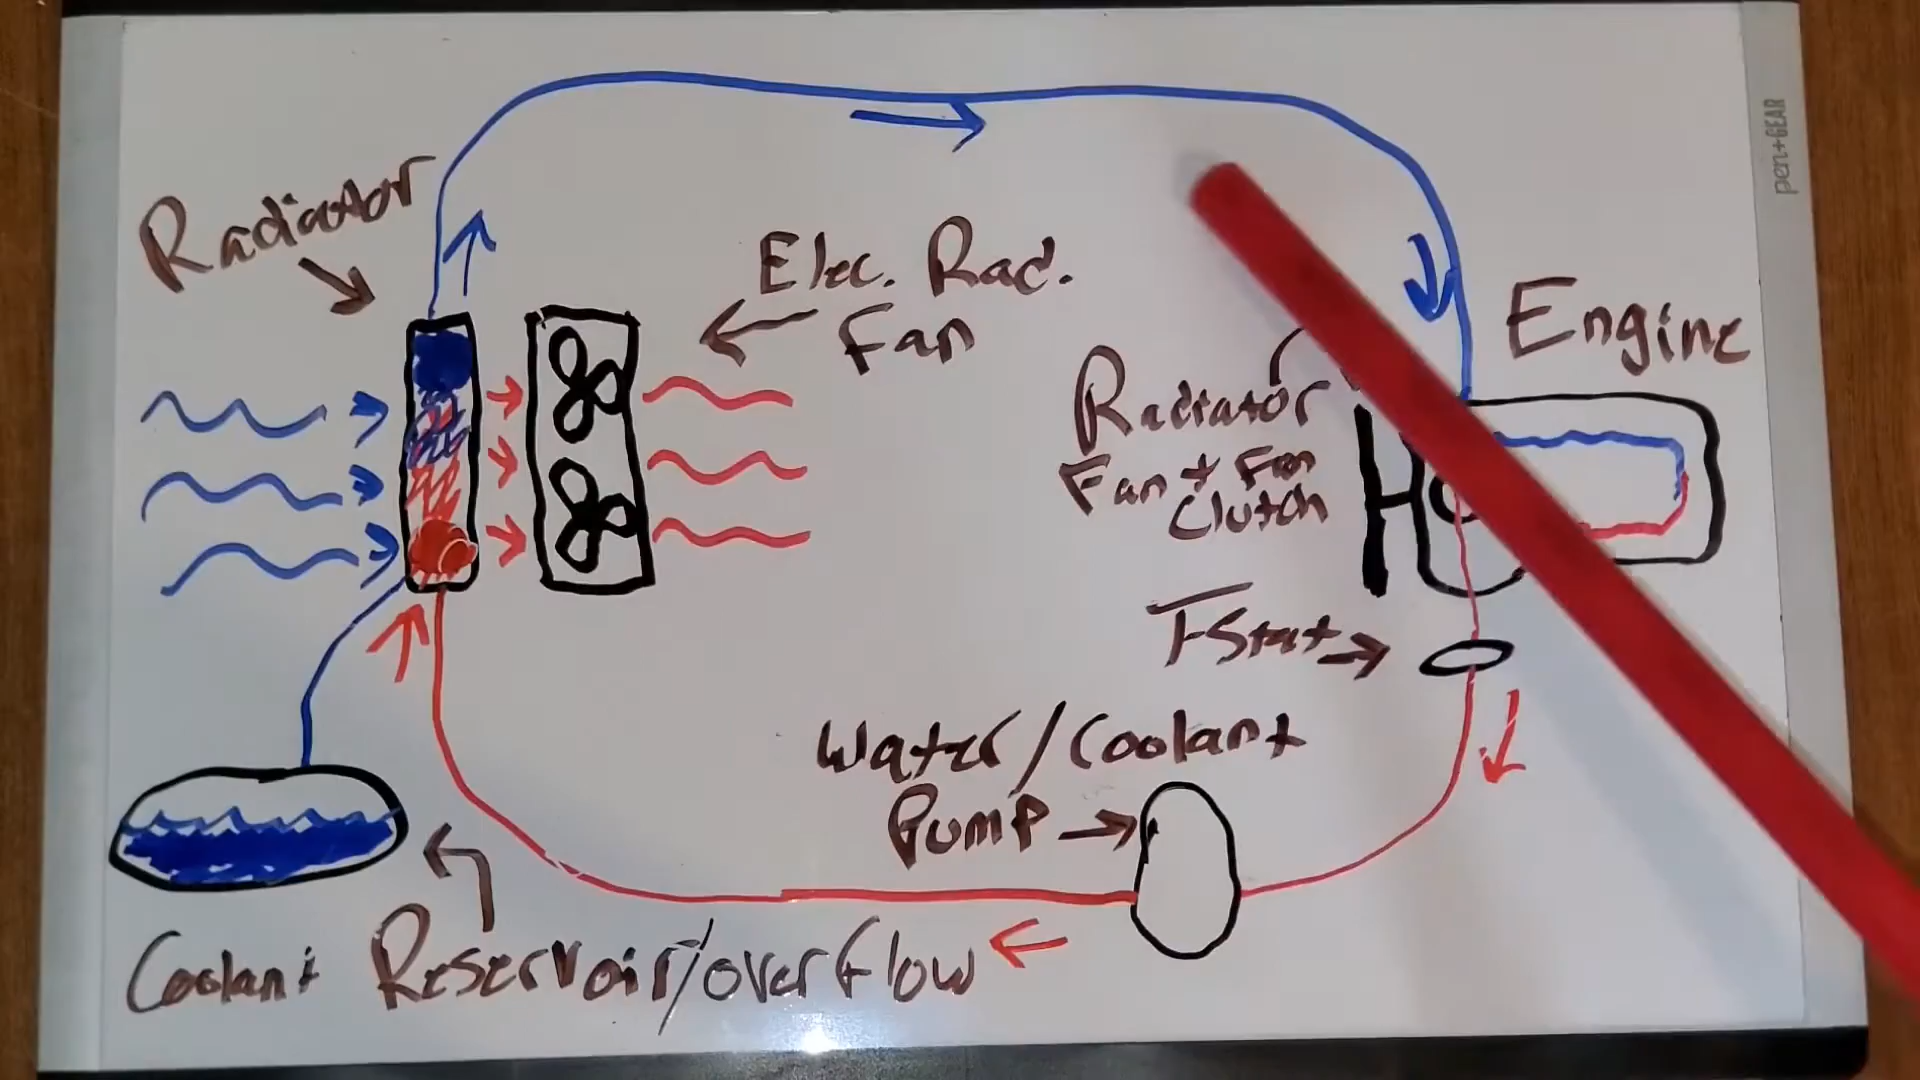 Radiator
Elec. Rad.
Fan
Engine
Radiator
Fan + Fan
Clutch
T-Stat
Water/Coolant
Pump
Coolant Reservoir/overflow
pen+GEAR